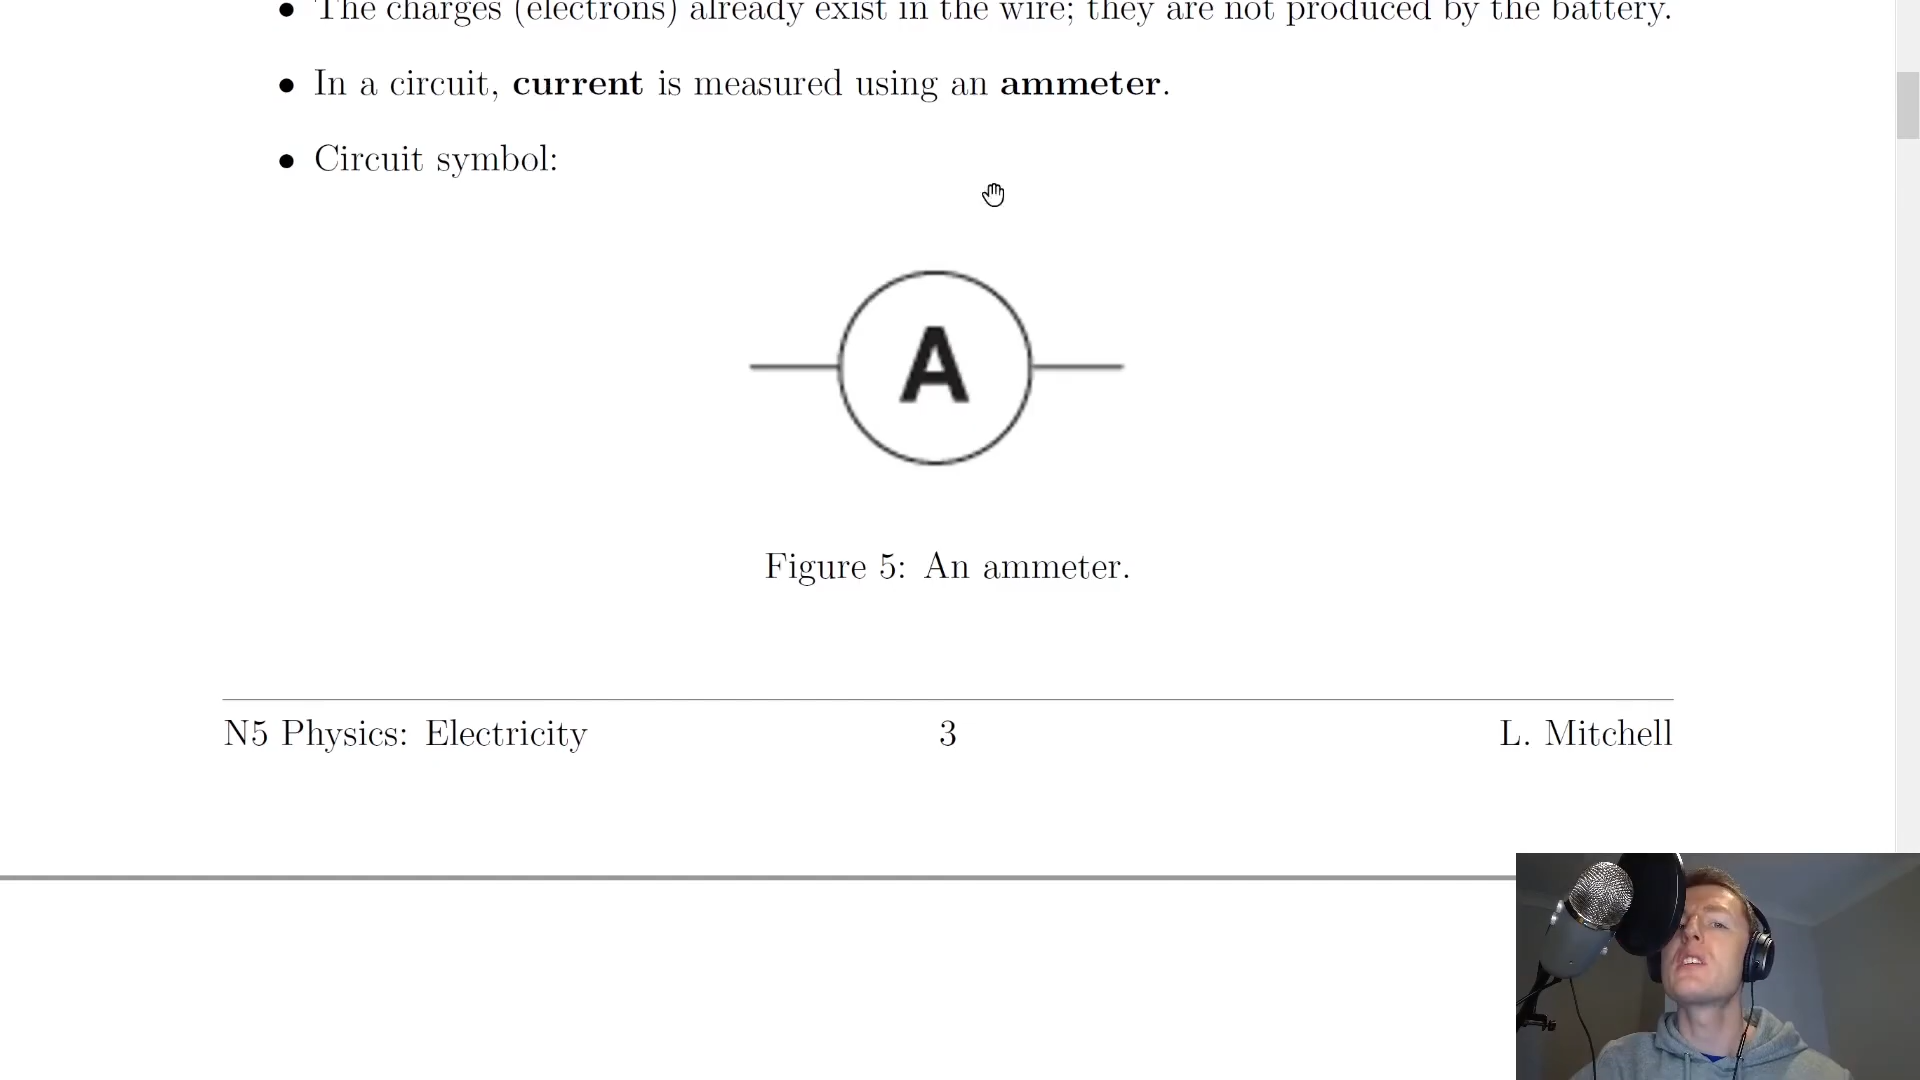 • The charges (electrons) already exist in the wire; they are not produced by the battery.
• In a circuit, current is measured using an ammeter.
• Circuit symbol:
A
Figure 5: An ammeter.
N5 Physics: Electricity 3 L. Mitchell